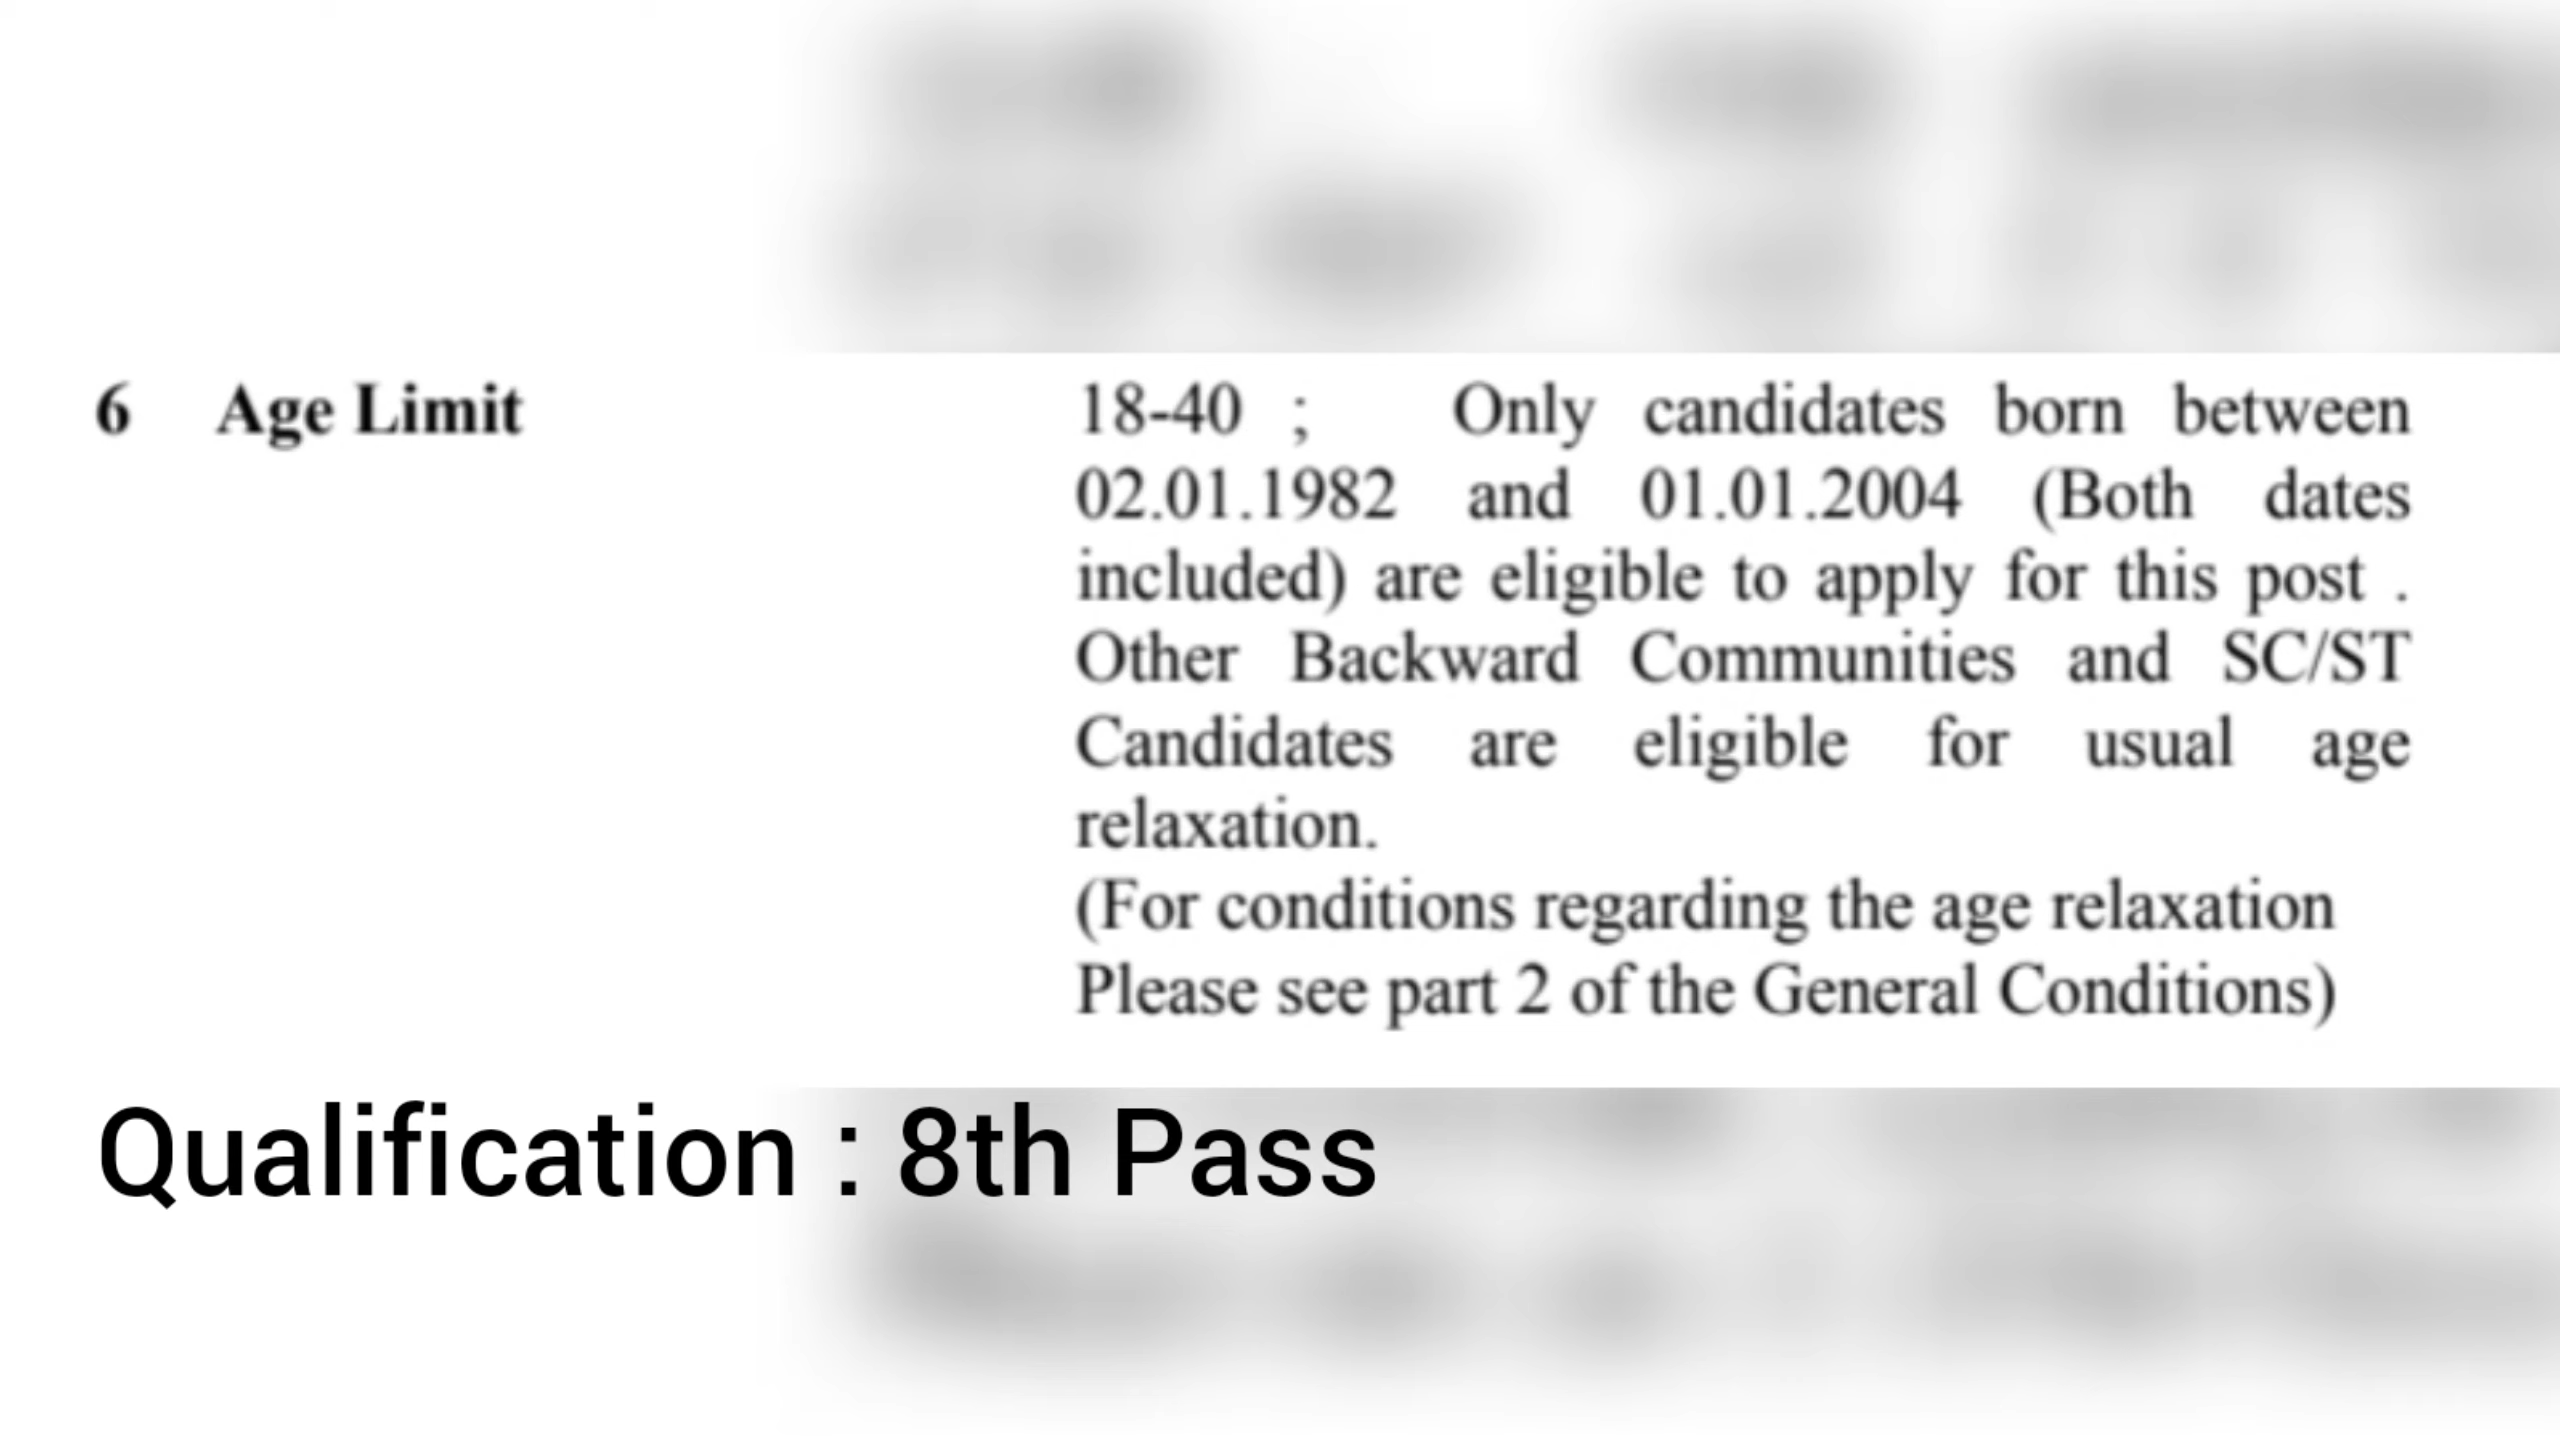 6 Age Limit 18-40 ; Only candidates born between
02.01.1982 and 01.01.2004 (Both dates
included) are eligible to apply for this post .
Other Backward Communities and SC/ST
Candidates are eligible for usual age
relaxation.
(For conditions regarding the age relaxation
Please see part 2 of the General Conditions)
Qualification : 8th Pass